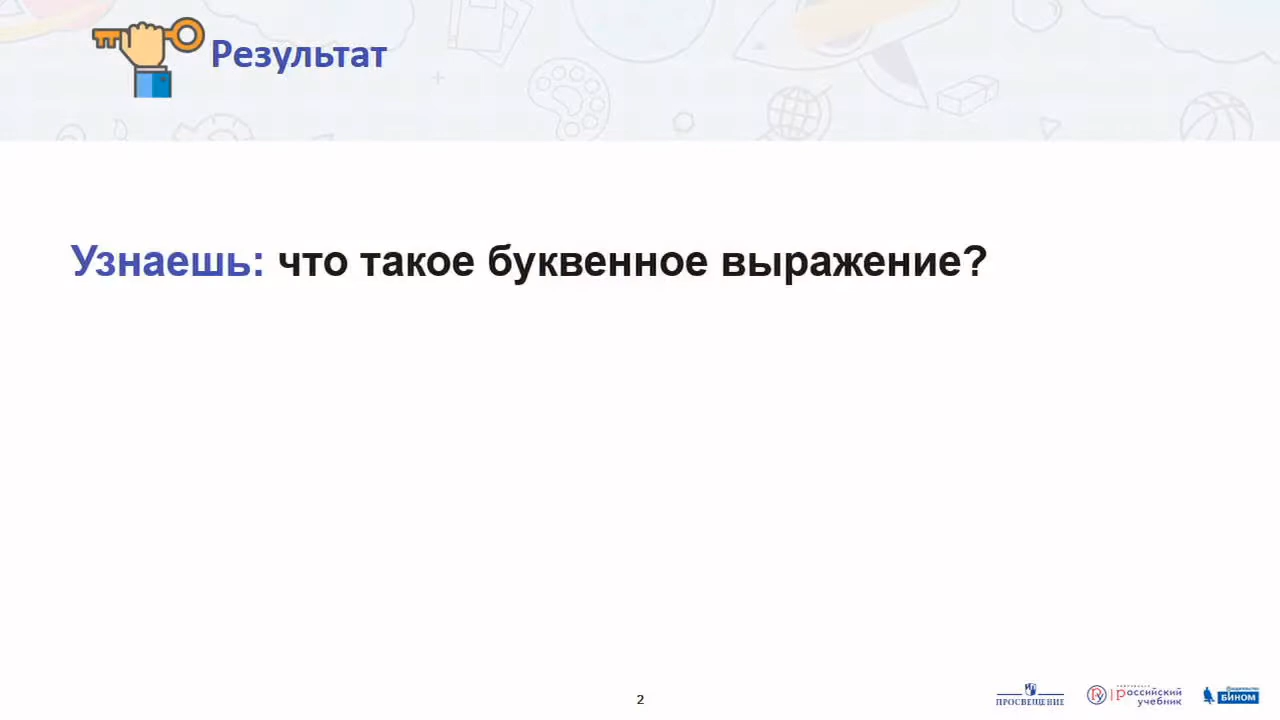 Результат
Узнаешь: что такое буквенное выражение?
2
ПРОСВЕЩЕНИЕ
российский
учебник
БИНОМ